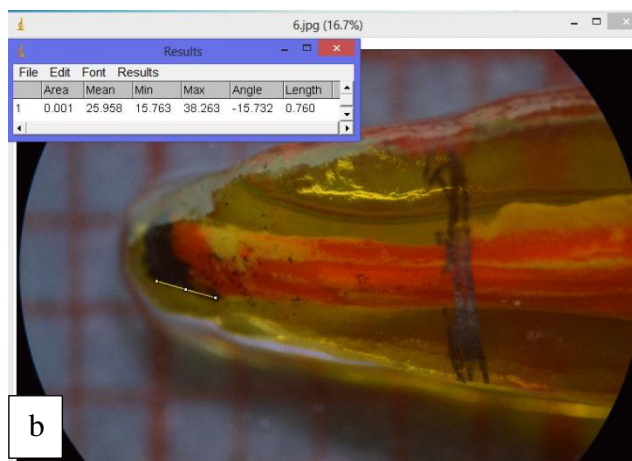 6.jpg (16.7%)
Results
File Edit Font Results
Area Mean Min Max Angle Length
1 0.001 25.958 15.763 38.263 -15.732 0.760
b